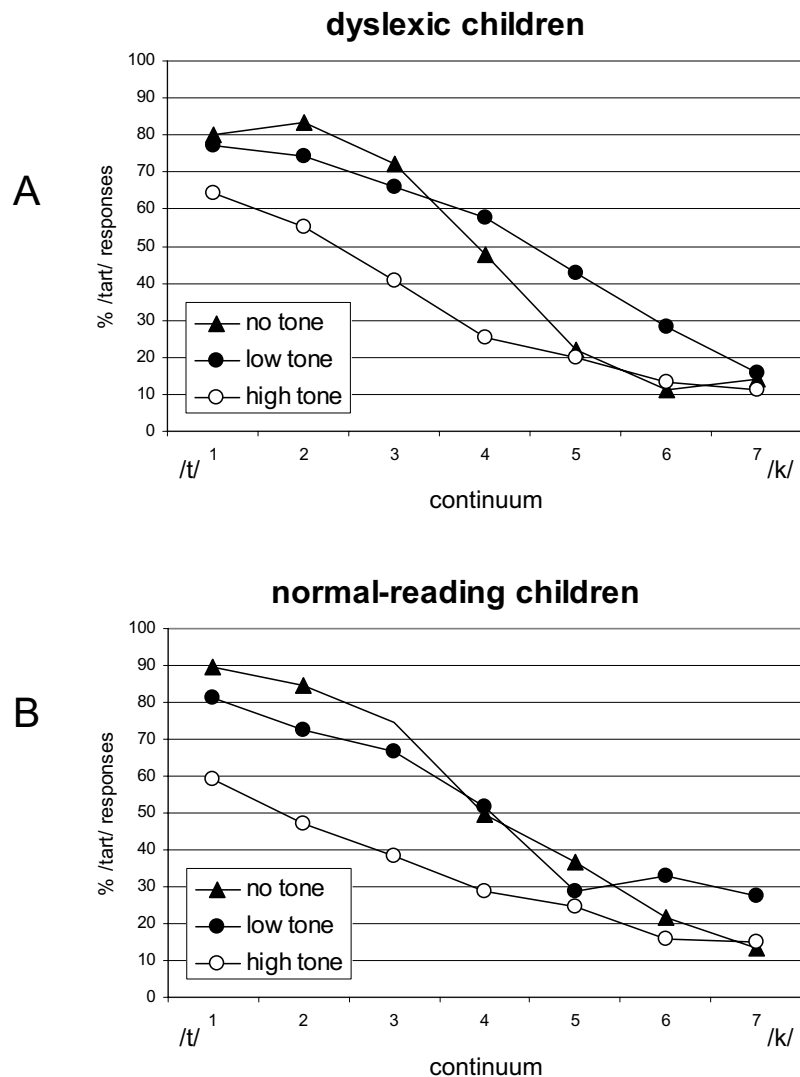 dyslexic children
A
% /tart/ responses
100
90
80
70
60
50
40
30
20
10
0
no tone
low tone
high tone
1 2 3 4 5 6 7
/t/ /k/
continuum
normal-reading children
B
% /tart/ responses
100
90
80
70
60
50
40
30
20
10
0
no tone
low tone
high tone
1 2 3 4 5 6 7
/t/ /k/
continuum